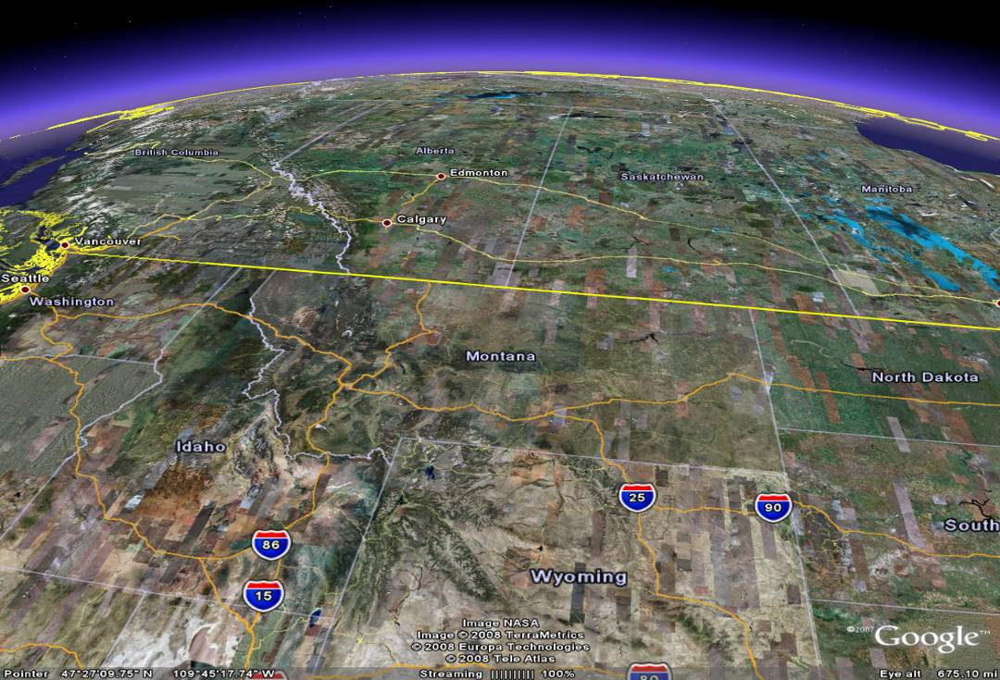 British Columbia
Alberta
Edmonton
Saskatchewan
Manitoba
Calgary
Vancouver
Seattle
Washington
Montana
North Dakota
Idaho
25
90
South
86
Wyoming
15
Image NASA
Image © 2008 TerraMetrics
© 2008 Europa Technologies
© 2008 Tele Atlas
©2007 Google™
80
Pointer 47°27'09.75" N 109°45'17.74" W Streaming |||||||||| 100% Eye alt 675.10 mi